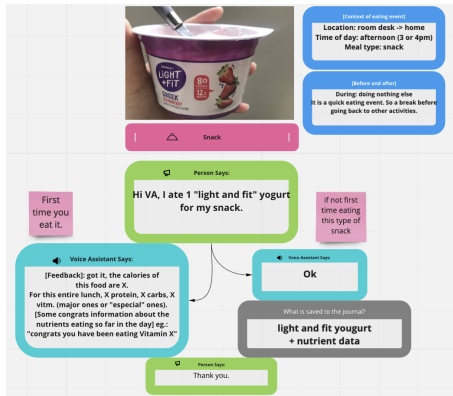 LIGHT
+FIT
GREEK
80
12g
[Context of eating event]
Location: room desk -> home
Time of day: afternoon (3 or 4pm)
Meal type: snack
[Before and after]
During: doing nothing else
It is a quick eating event. So a break before
going back to other activities.
Snack
Person Says:
Hi VA, I ate 1 "light and fit" yogurt
for my snack.
First
time you
eat it.
if not first
time eating
this type of
snack
Voice Assistant Says:
[Feedback]: got it, the calories of
this food are X.
For this entire lunch, X protein, X carbs, X
vitm. (major ones or "especial" ones).
[Some congrats information about the
nutrients eating so far in the day] eg.:
"congrats you have been eating Vitamin X"
Voice Assistant Says:
Ok
What is saved to the journal?
light and fit yougurt
+ nutrient data
Person Says:
Thank you.